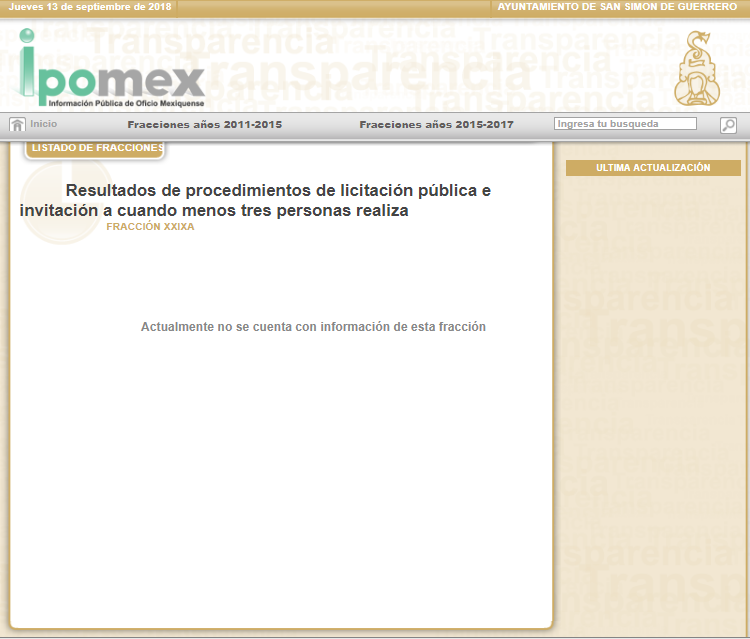 Jueves 13 de septiembre de 2018
AYUNTAMIENTO DE SAN SIMON DE GUERRERO
ipomex
Información Pública de Oficio Mexiquense
Inicio
Fracciones años 2011-2015
Fracciones años 2015-2017
Ingresa tu busqueda
LISTADO DE FRACCIONES
ULTIMA ACTUALIZACIÓN
Resultados de procedimientos de licitación pública e
invitación a cuando menos tres personas realiza
FRACCIÓN XXIXA
Actualmente no se cuenta con información de esta fracción